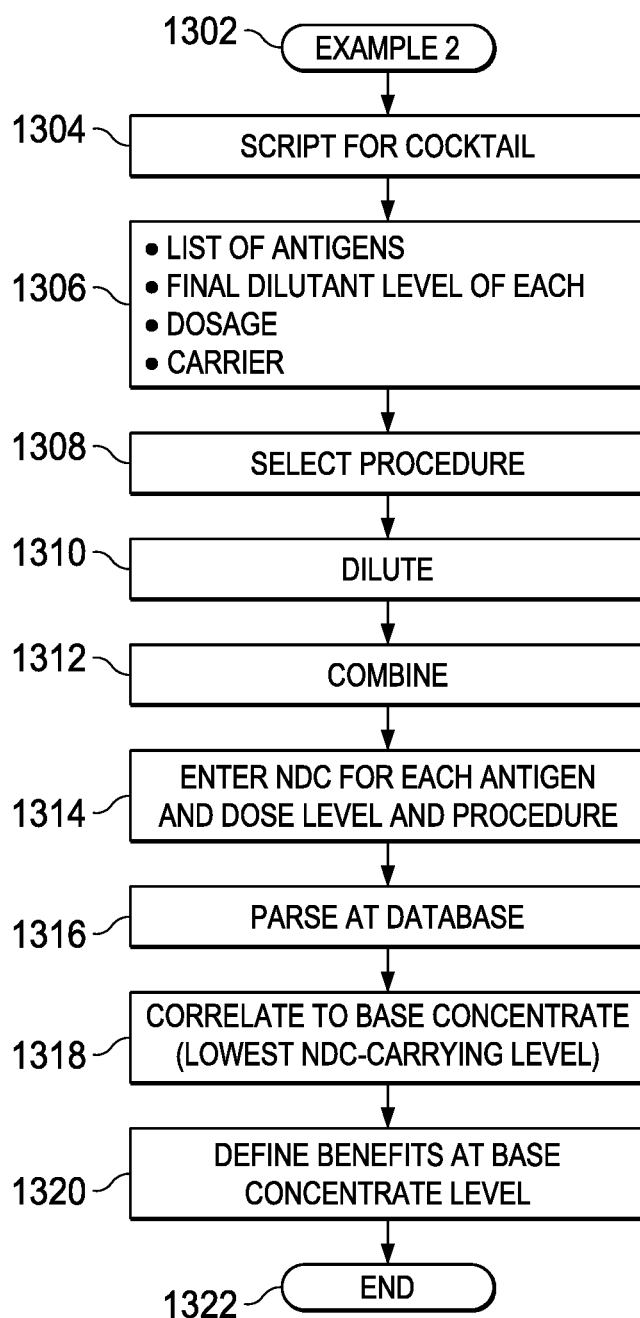 1302
EXAMPLE 2
1304
SCRIPT FOR COCKTAIL
1306
• LIST OF ANTIGENS
• FINAL DILUTANT LEVEL OF EACH
• DOSAGE
• CARRIER
1308
SELECT PROCEDURE
1310
DILUTE
1312
COMBINE
1314
ENTER NDC FOR EACH ANTIGEN
AND DOSE LEVEL AND PROCEDURE
1316
PARSE AT DATABASE
1318
CORRELATE TO BASE CONCENTRATE
(LOWEST NDC-CARRYING LEVEL)
1320
DEFINE BENEFITS AT BASE
CONCENTRATE LEVEL
1322
END